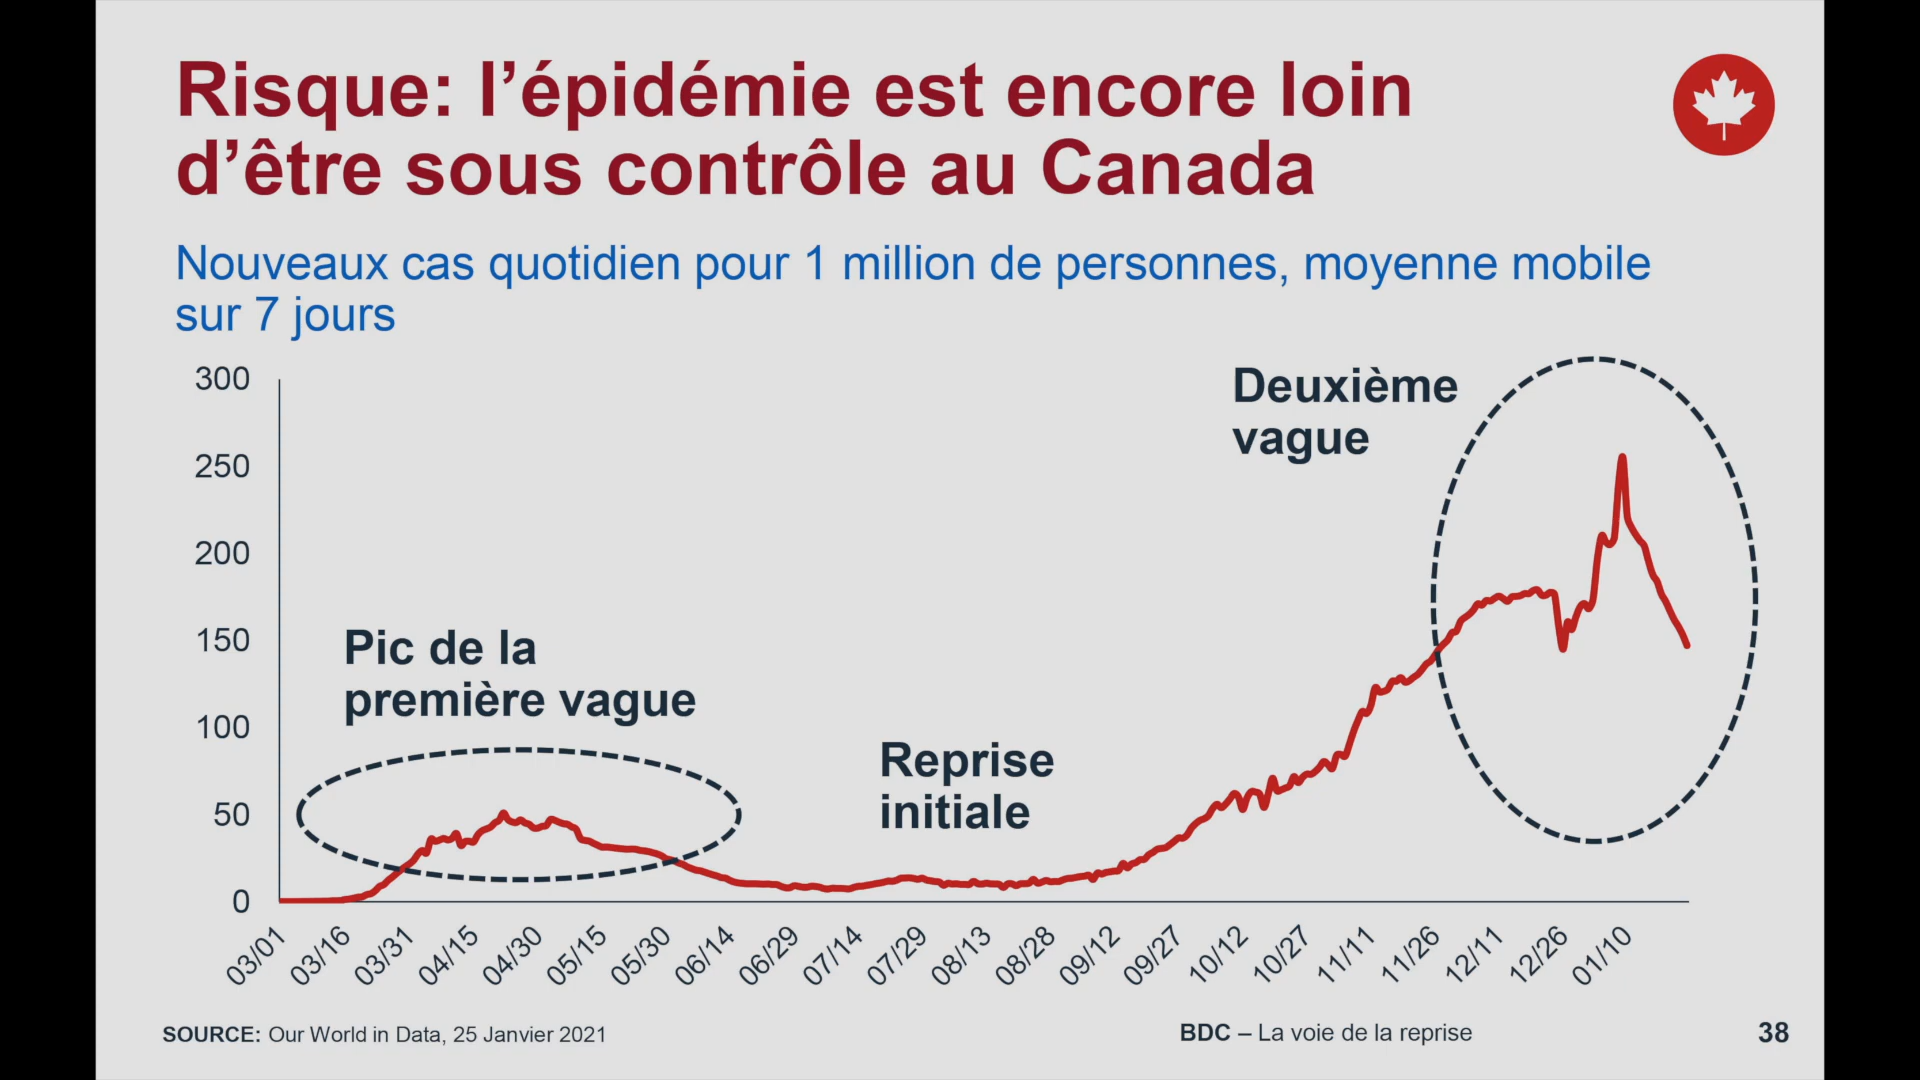 Risque: l’épidémie est encore loin
d’être sous contrôle au Canada
Nouveaux cas quotidien pour 1 million de personnes, moyenne mobile
sur 7 jours
300
250
200
150
100
50
0
Deuxième
vague
Pic de la
première vague
Reprise
initiale
03/01
03/16
03/31
04/15
04/30
05/15
05/30
06/14
06/29
07/14
07/29
08/13
08/28
09/12
09/27
10/12
10/27
11/11
11/26
12/11
12/26
01/10
SOURCE: Our World in Data, 25 Janvier 2021
BDC – La voie de la reprise
38